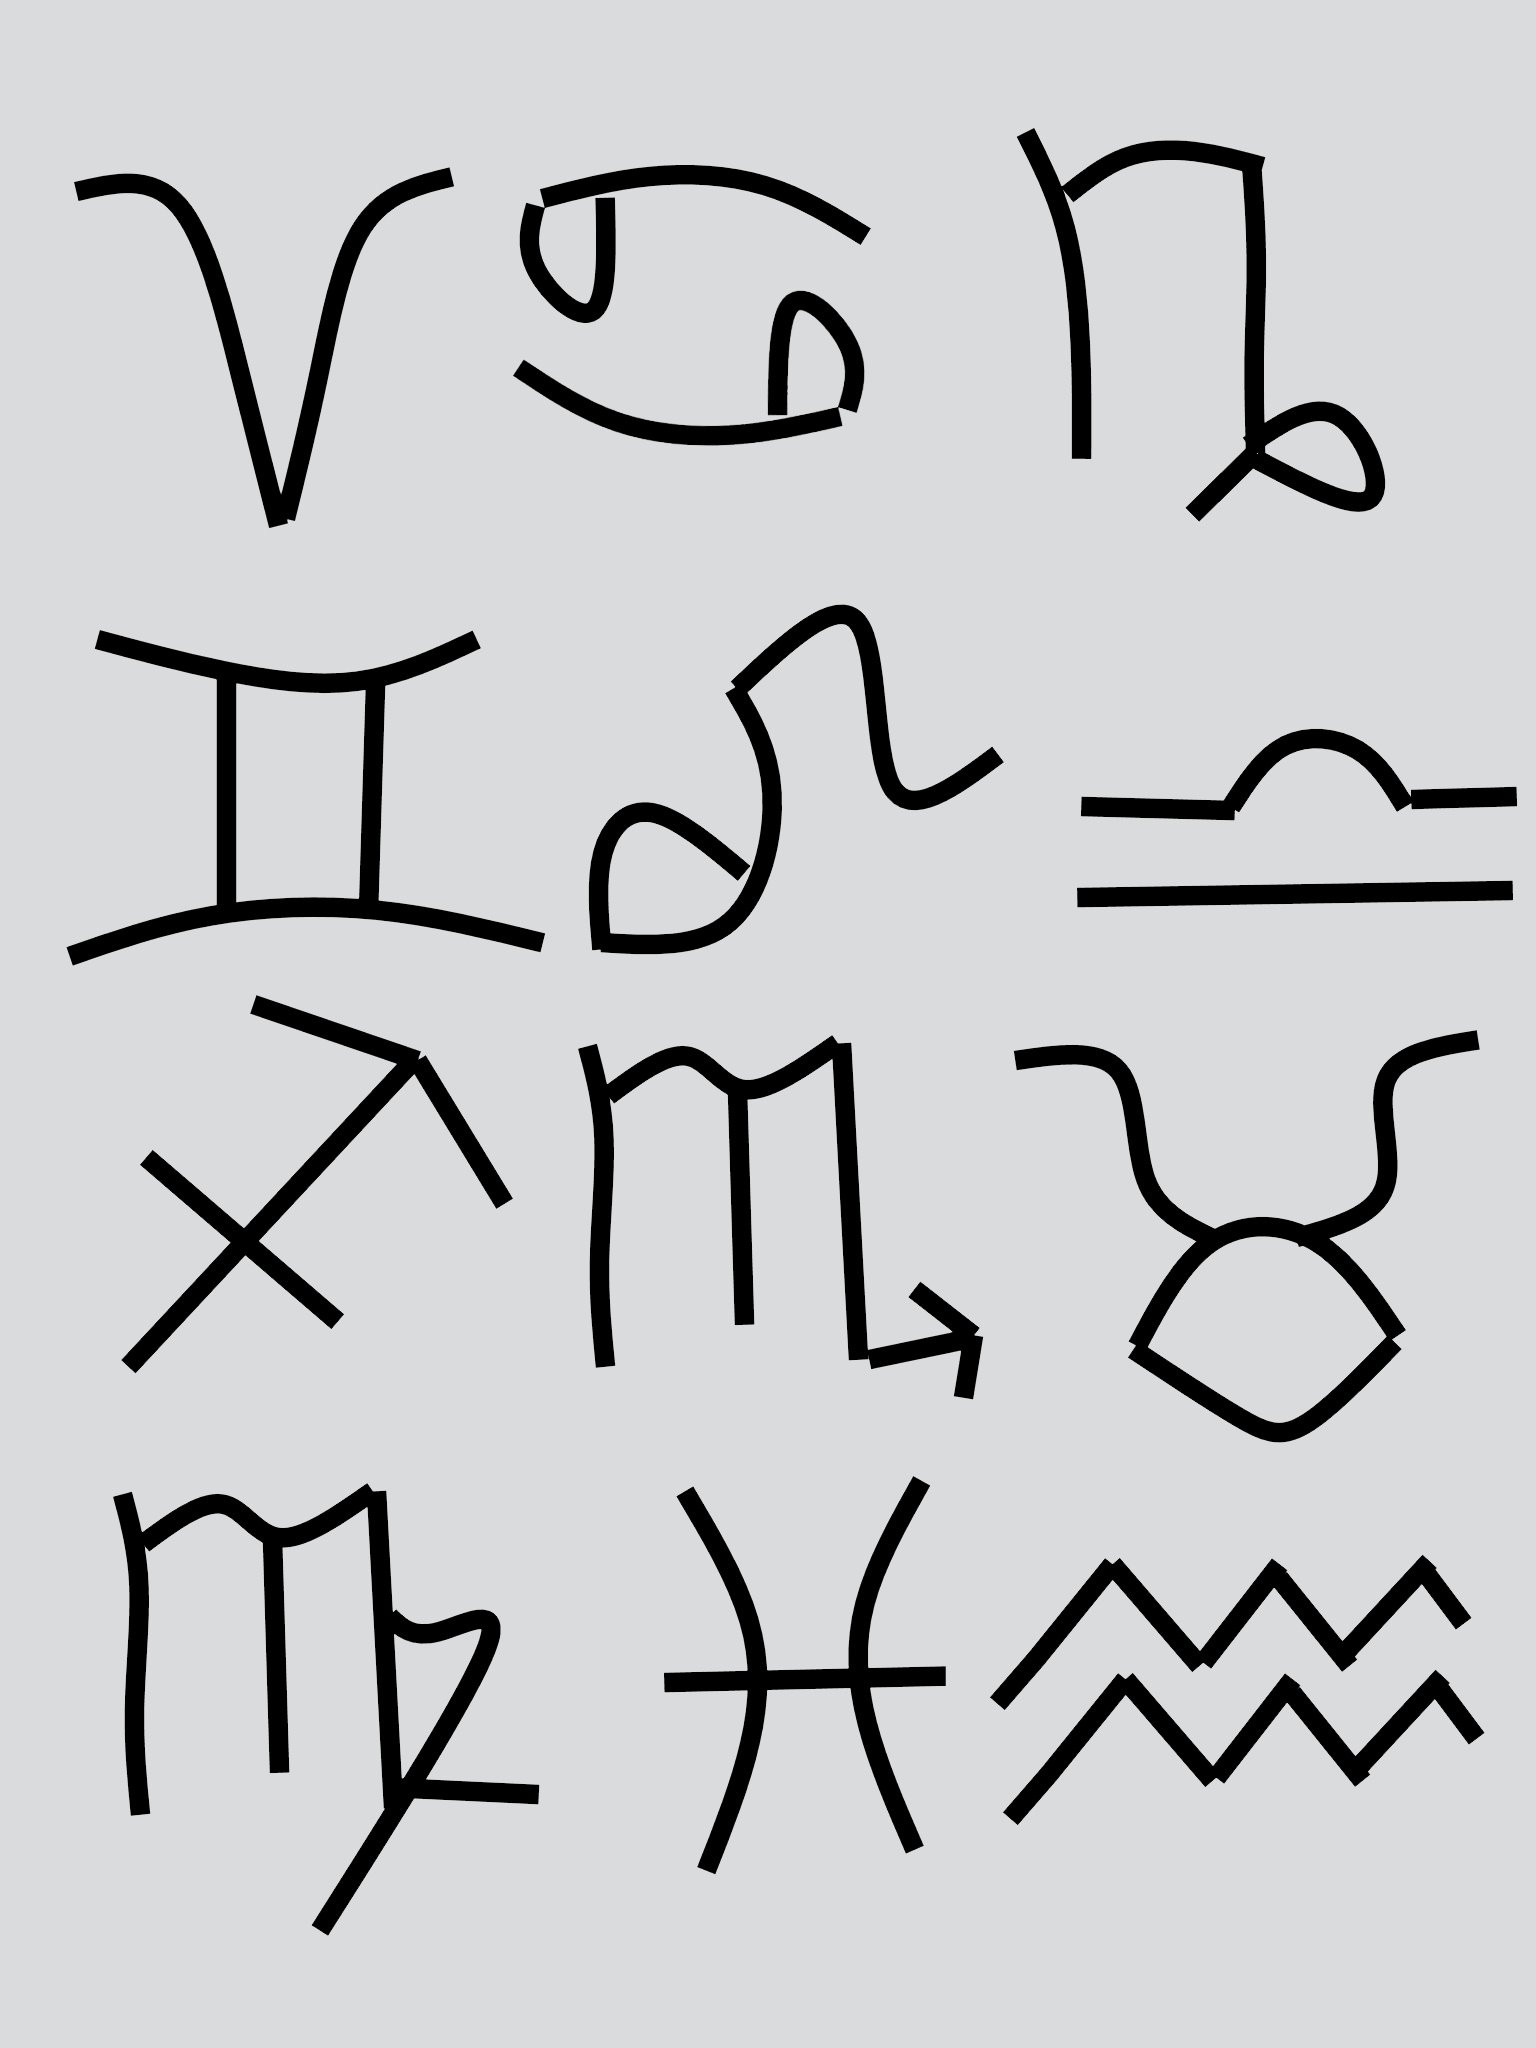 ♈ ♋ ♑
♊ ♌ ♎
♐ ♏ ♉
♍ ♓ ♒